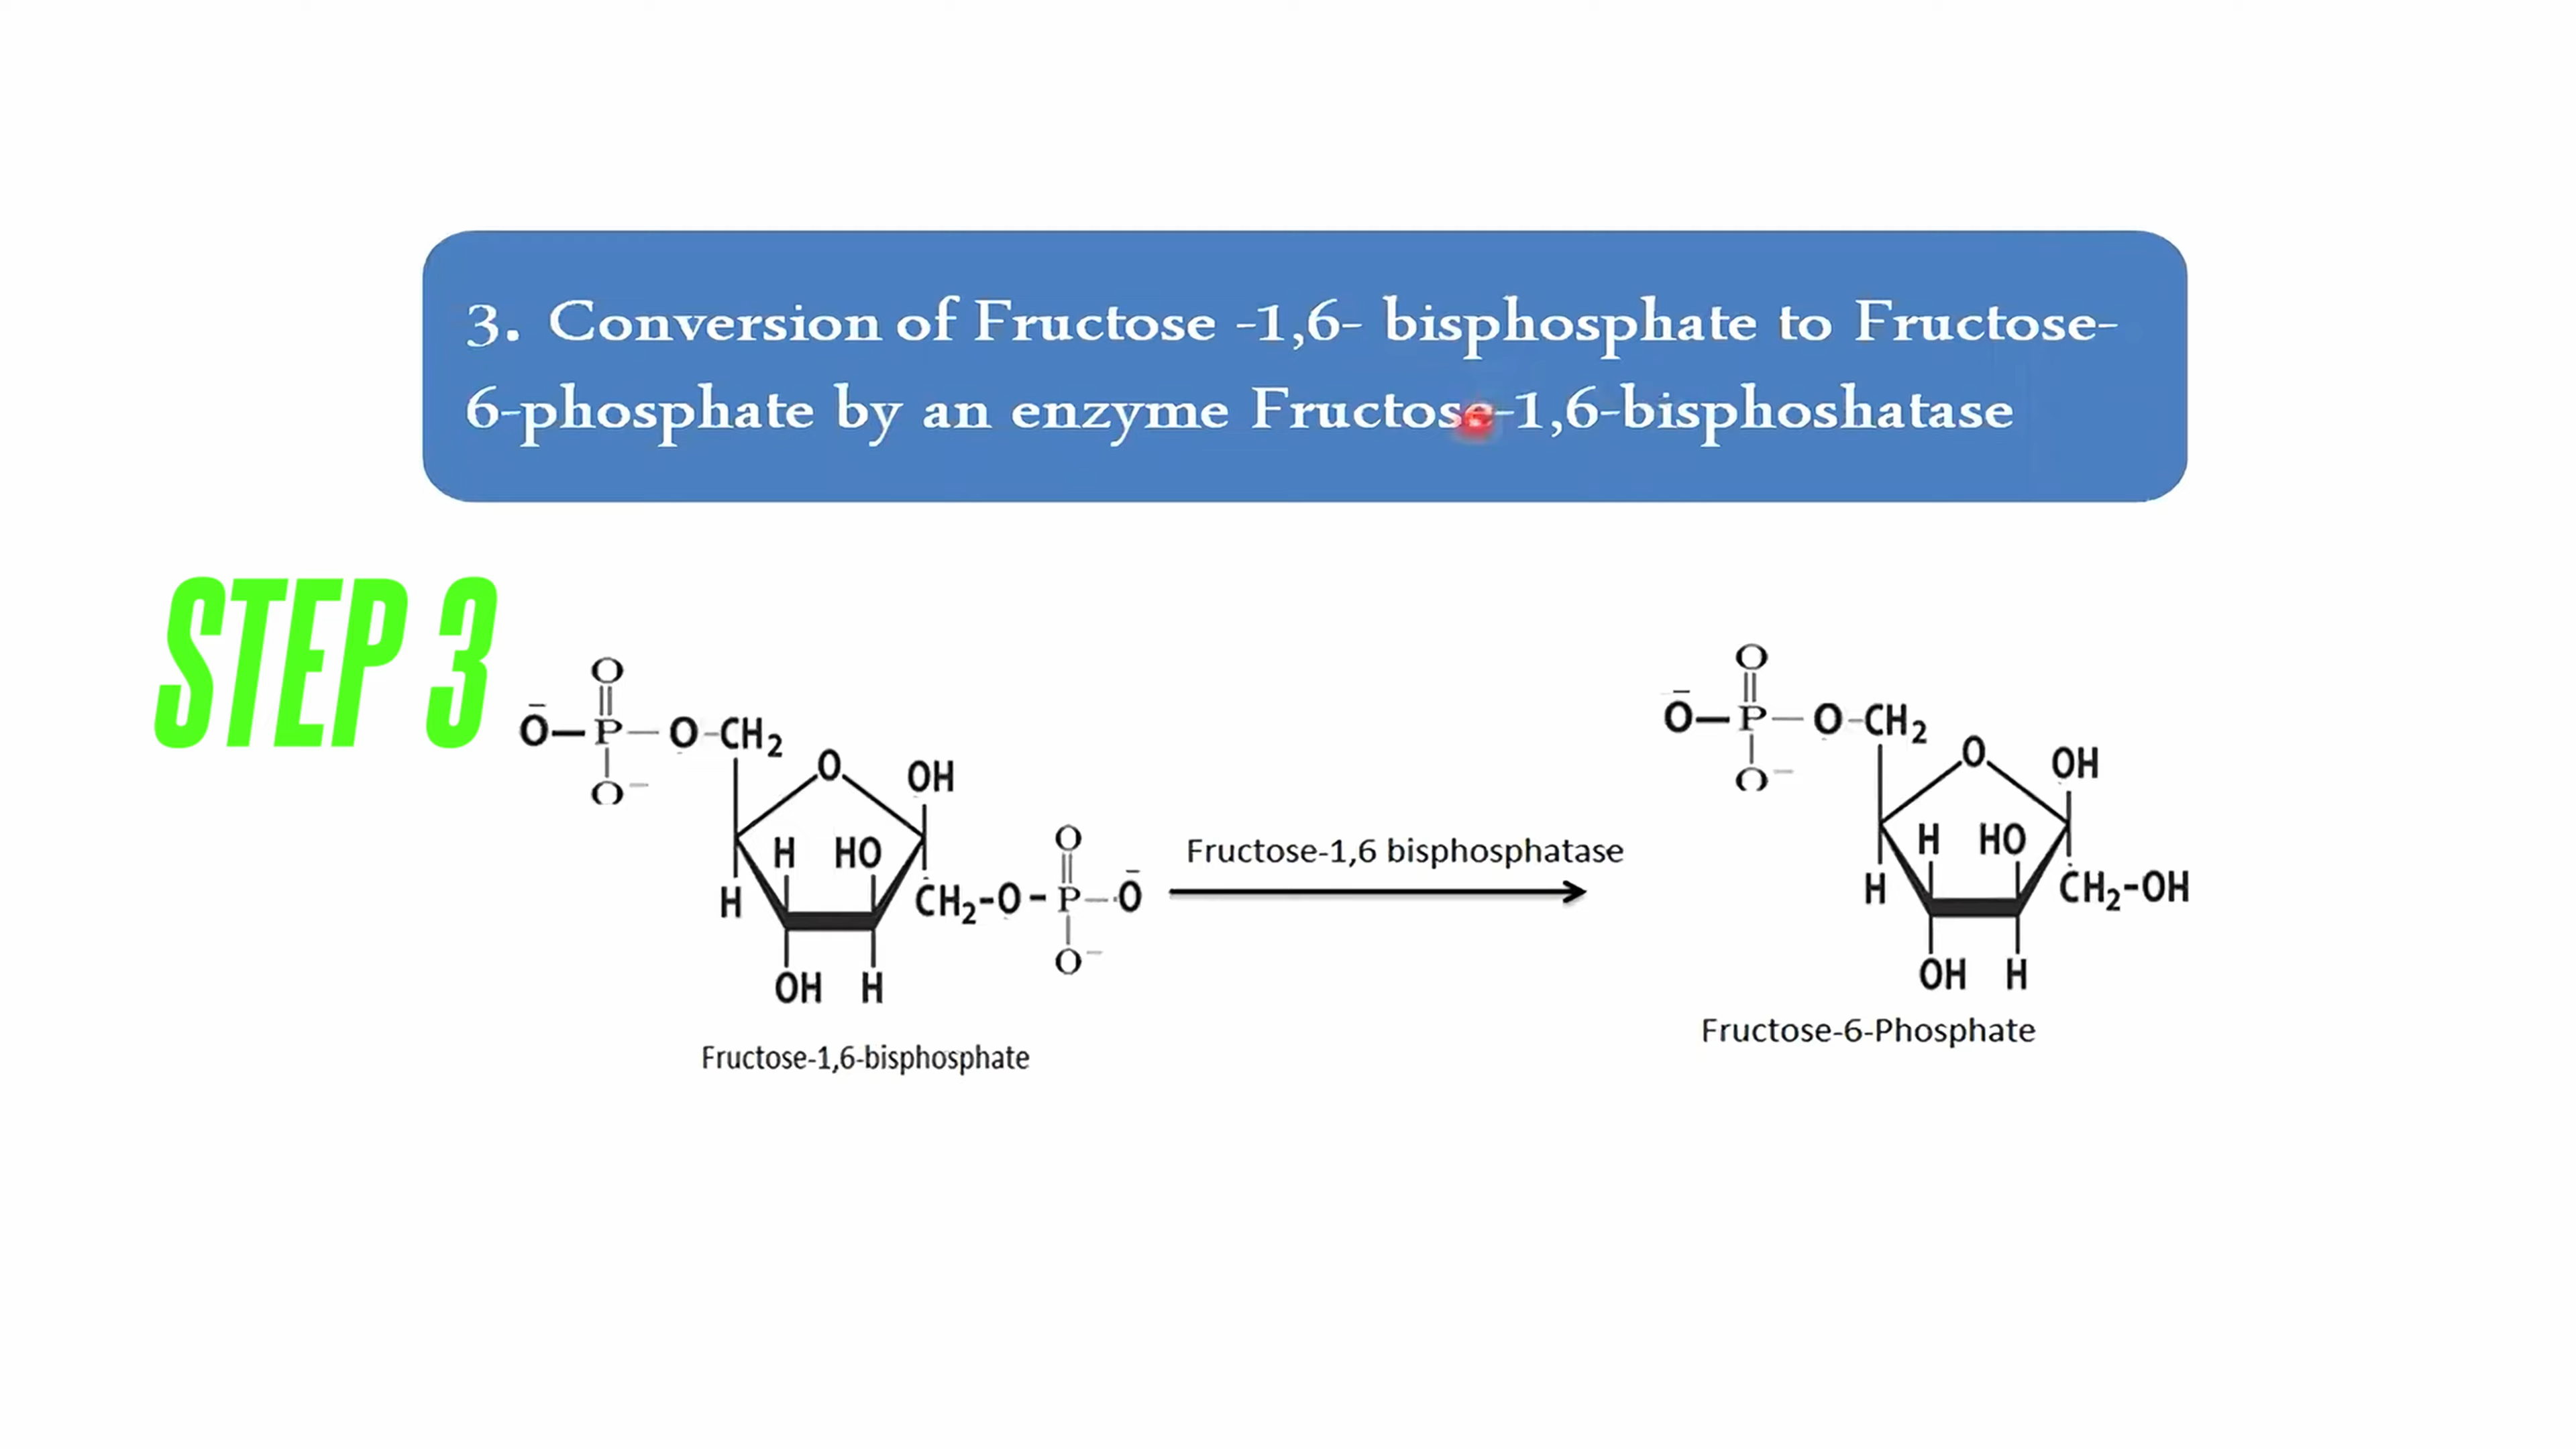 3. Conversion of Fructose -1,6- bisphosphate to Fructose-
6-phosphate by an enzyme Fructose-1,6-bisphoshatase
STEP 3
O
Ō–P–O-CH₂
O⁻
O
OH
H
HO
H
OH
H
O
CH₂-O-P-Ō
O⁻
Fructose-1,6-bisphosphate
Fructose-1,6 bisphosphatase
O
Ō–P–O-CH₂
O⁻
O
OH
H
HO
H
CH₂-OH
OH
H
Fructose-6-Phosphate